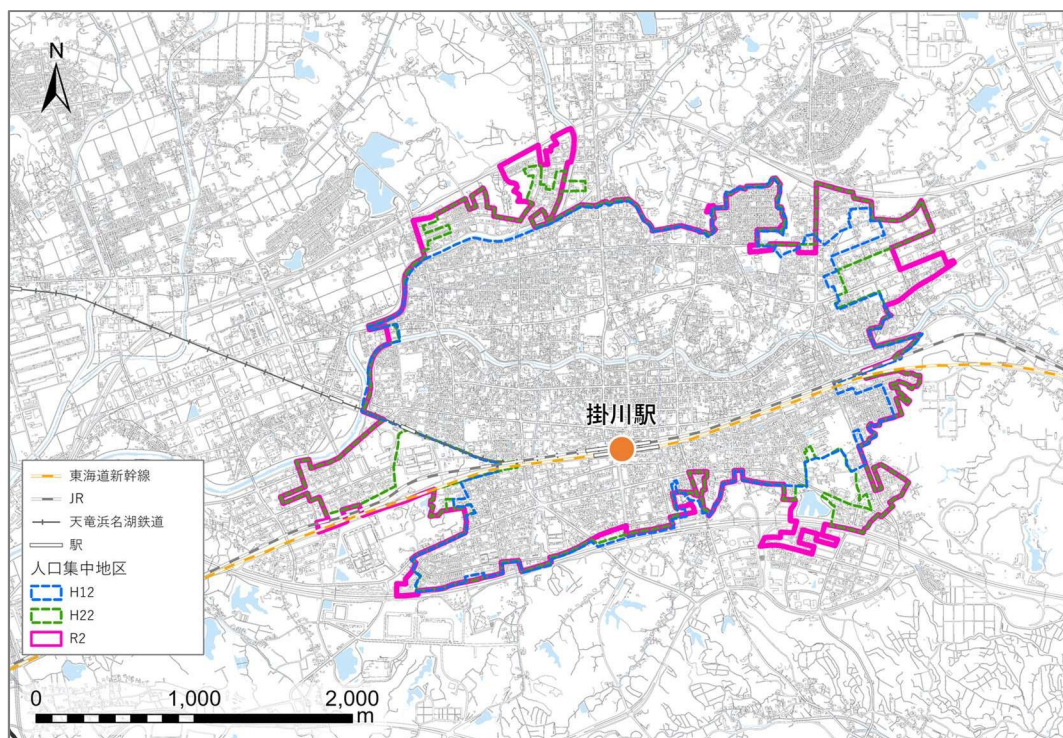 N
掛川駅
東海道新幹線
JR
天竜浜名湖鉄道
駅
人口集中地区
H12
H22
R2
0 1,000 2,000
m